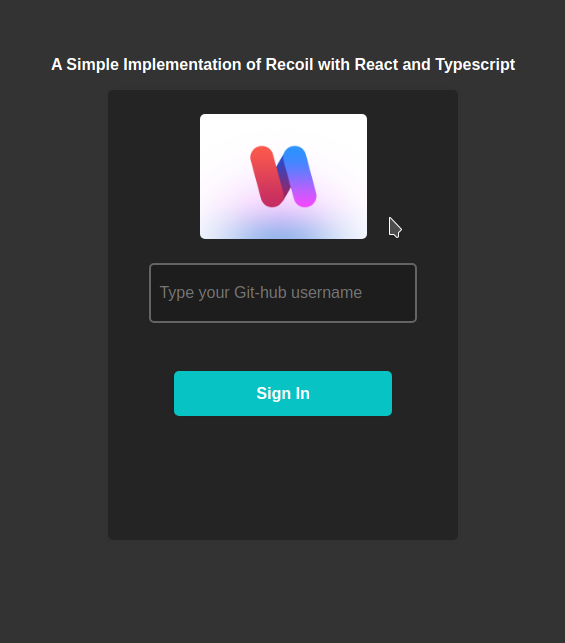 A Simple Implementation of Recoil with React and Typescript
Type your Git-hub username
Sign In